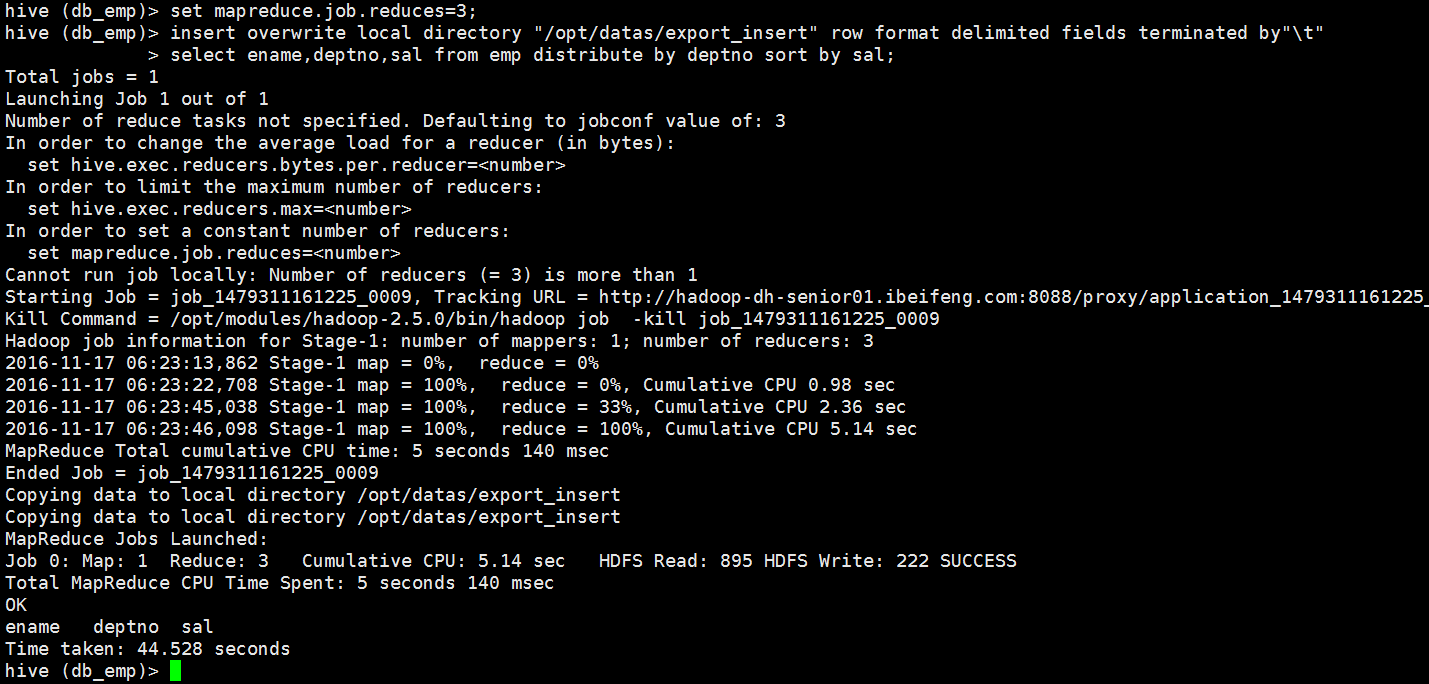 hive (db_emp)> set mapreduce.job.reduces=3;
hive (db_emp)> insert overwrite local directory "/opt/datas/export_insert" row format delimited fields terminated by"\t"
             > select ename,deptno,sal from emp distribute by deptno sort by sal;
Total jobs = 1
Launching Job 1 out of 1
Number of reduce tasks not specified. Defaulting to jobconf value of: 3
In order to change the average load for a reducer (in bytes):
  set hive.exec.reducers.bytes.per.reducer=<number>
In order to limit the maximum number of reducers:
  set hive.exec.reducers.max=<number>
In order to set a constant number of reducers:
  set mapreduce.job.reduces=<number>
Cannot run job locally: Number of reducers (= 3) is more than 1
Starting Job = job_1479311161225_0009, Tracking URL = http://hadoop-dh-senior01.ibeifeng.com:8088/proxy/application_1479311161225_
Kill Command = /opt/modules/hadoop-2.5.0/bin/hadoop job  -kill job_1479311161225_0009
Hadoop job information for Stage-1: number of mappers: 1; number of reducers: 3
2016-11-17 06:23:13,862 Stage-1 map = 0%,  reduce = 0%
2016-11-17 06:23:22,708 Stage-1 map = 100%,  reduce = 0%, Cumulative CPU 0.98 sec
2016-11-17 06:23:45,038 Stage-1 map = 100%,  reduce = 33%, Cumulative CPU 2.36 sec
2016-11-17 06:23:46,098 Stage-1 map = 100%,  reduce = 100%, Cumulative CPU 5.14 sec
MapReduce Total cumulative CPU time: 5 seconds 140 msec
Ended Job = job_1479311161225_0009
Copying data to local directory /opt/datas/export_insert
Copying data to local directory /opt/datas/export_insert
MapReduce Jobs Launched:
Job 0: Map: 1  Reduce: 3   Cumulative CPU: 5.14 sec   HDFS Read: 895 HDFS Write: 222 SUCCESS
Total MapReduce CPU Time Spent: 5 seconds 140 msec
OK
ename   deptno  sal
Time taken: 44.528 seconds
hive (db_emp)>